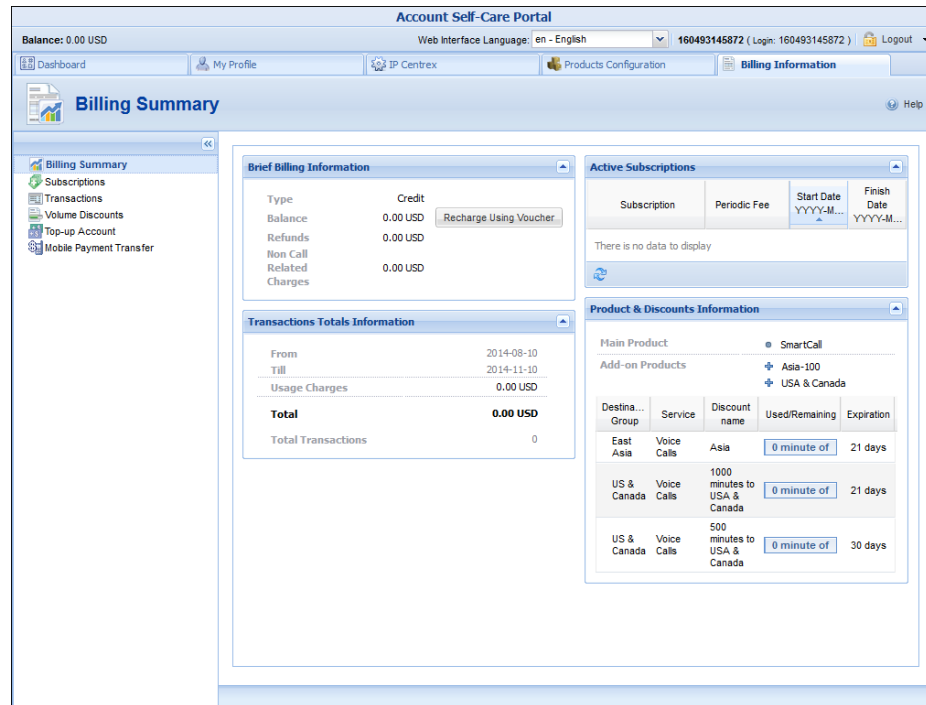 Account Self-Care Portal
Balance: 0.00 USD
Web Interface Language: en - English
160493145872 ( Login: 160493145872 )
Logout
Dashboard
My Profile
IP Centrex
Products Configuration
Billing Information
Billing Summary
Help
Billing Summary
Subscriptions
Transactions
Volume Discounts
Top-up Account
Mobile Payment Transfer
Brief Billing Information
Type Credit
Balance 0.00 USD Recharge Using Voucher
Refunds 0.00 USD
Non Call
Related 0.00 USD
Charges
Transactions Totals Information
From 2014-08-10
Till 2014-11-10
Usage Charges 0.00 USD
Total 0.00 USD
Total Transactions 0
Active Subscriptions
Subscription
Periodic Fee
Start Date
YYYY-M...
Finish
Date
YYYY-M...
There is no data to display
Product & Discounts Information
Main Product SmartCall
Add-on Products Asia-100
USA & Canada
Destina...
Group
Service
Discount
name
Used/Remaining
Expiration
East
Asia
Voice
Calls
Asia
0 minute of
21 days
US &
Canada
Voice
Calls
1000
minutes to
USA &
Canada
0 minute of
21 days
US &
Canada
Voice
Calls
500
minutes to
USA &
Canada
0 minute of
30 days